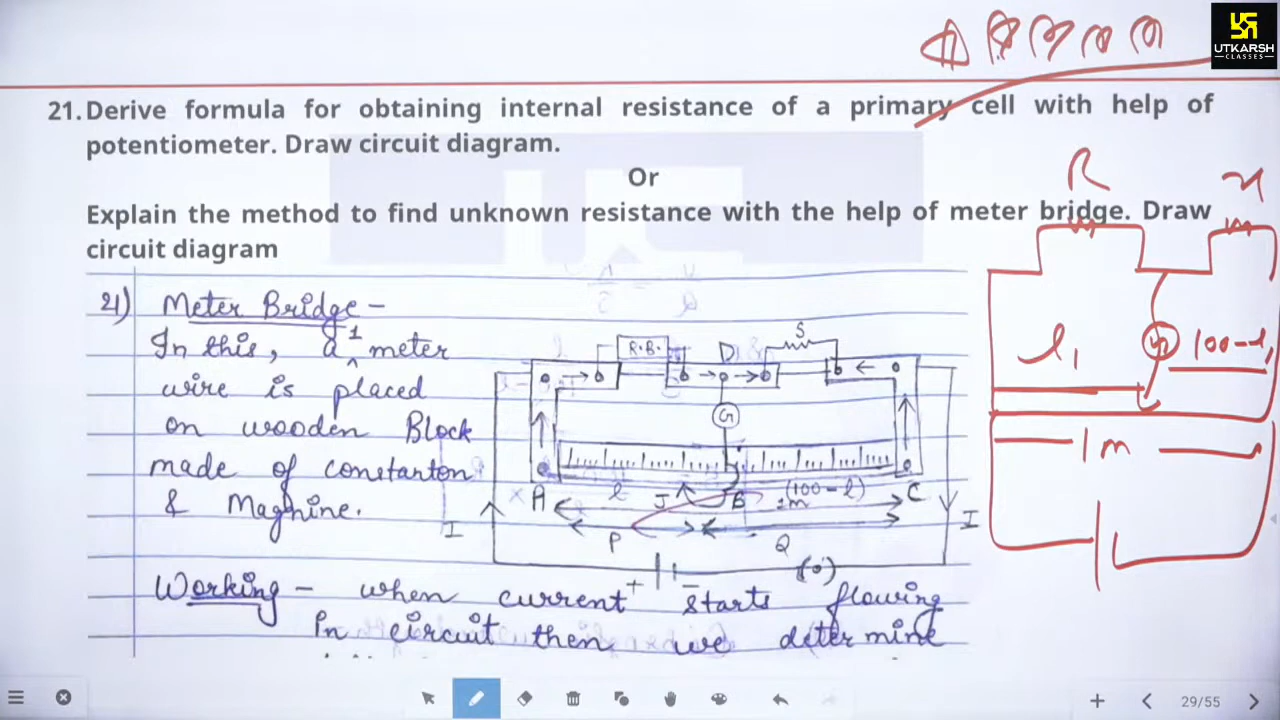 UTKARSH
CLASSES
21. Derive formula for obtaining internal resistance of a primary cell with help of
potentiometer. Draw circuit diagram.
Or
Explain the method to find unknown resistance with the help of meter bridge. Draw
circuit diagram
R
x
21) Meter Bridge –
In this, a 1 meter
wire is placed
on wooden Block
made of constanton
& Magnine.
R.B.
D
S
G
A
l
J
B
(100-l)
1m
C
I
P
Q
I
+
–
(•)
l1
G
100-l1
1m
Working – when current starts flowing
In circuit then we determine
29/55